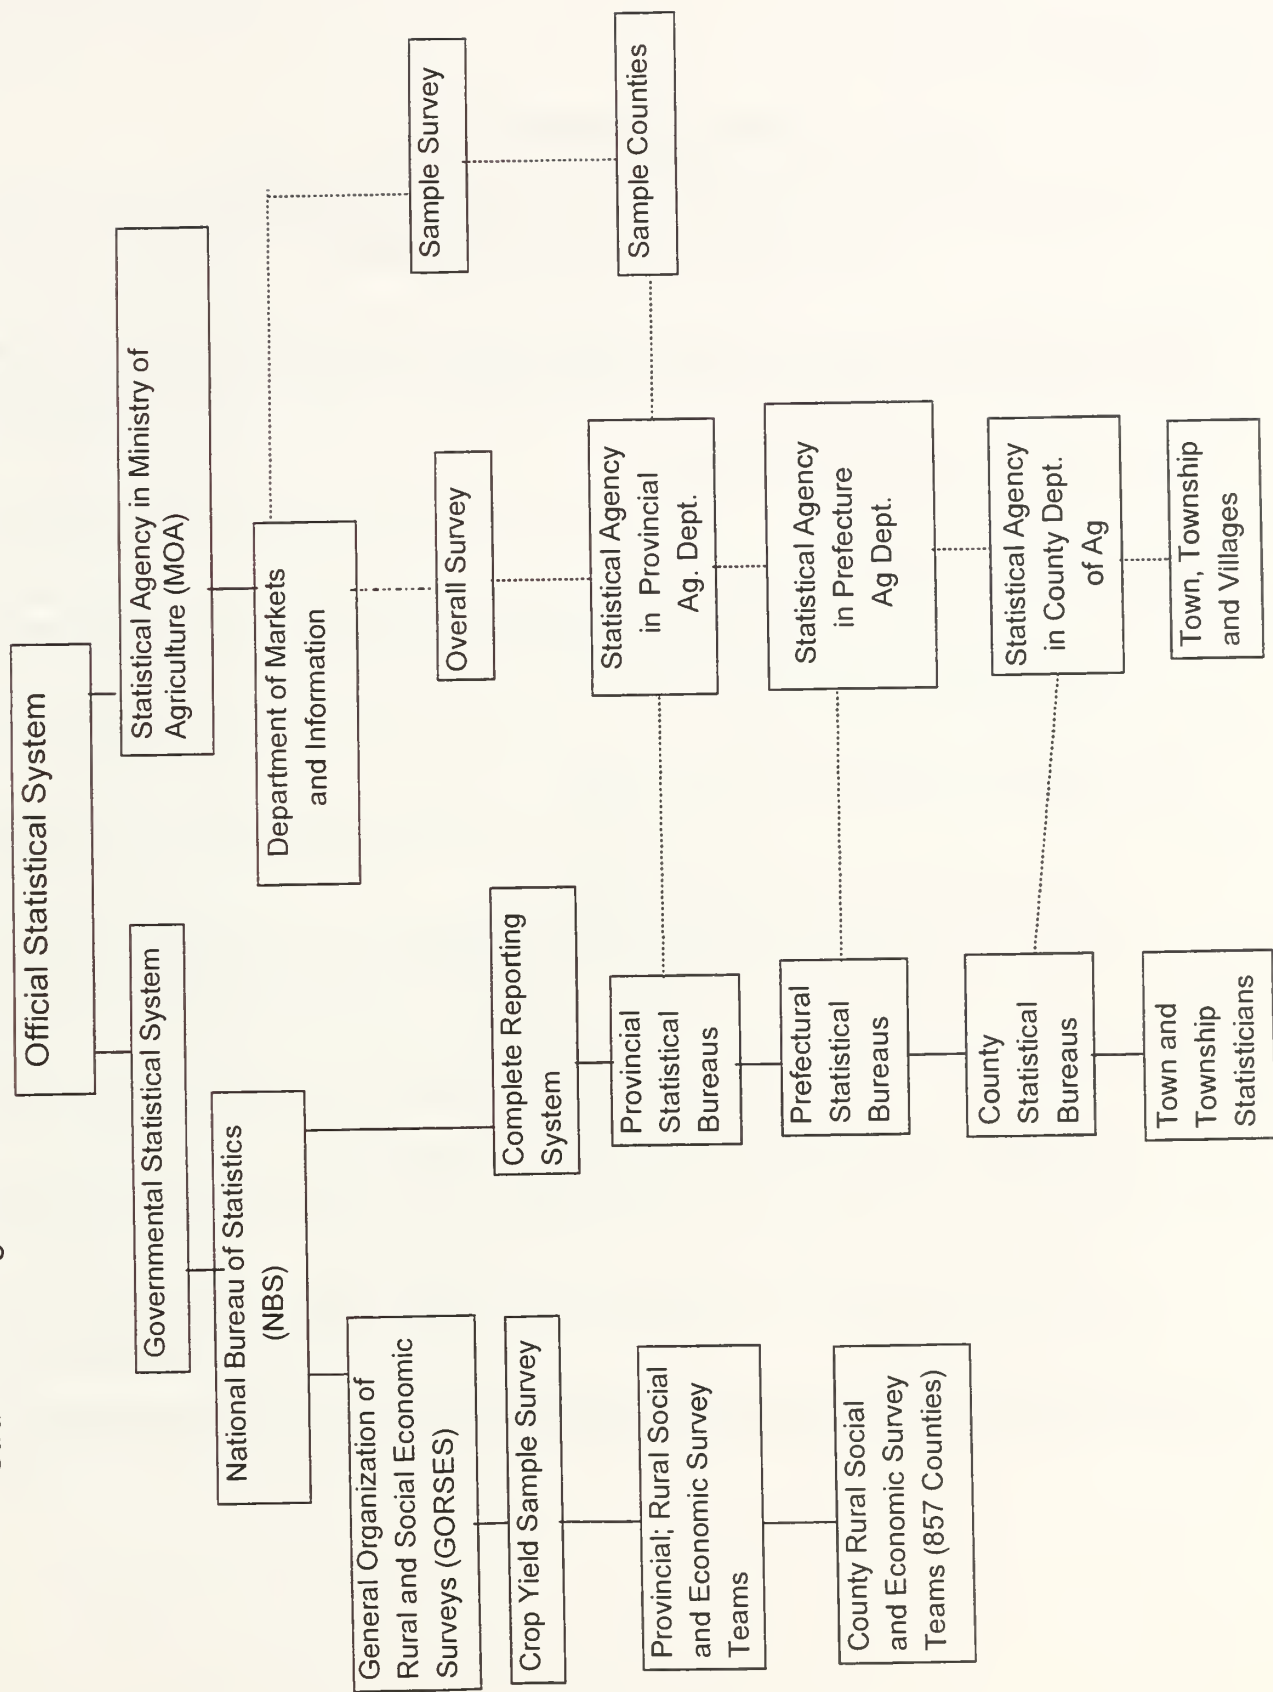 Official Statistical System
Governmental Statistical System
Statistical Agency in Ministry of
Agriculture (MOA)
National Bureau of Statistics
(NBS)
Department of Markets
and Information
General Organization of
Rural and Social Economic
Surveys (GORSES)
Complete Reporting
System
Overall Survey
Sample Survey
Crop Yield Sample Survey
Provincial
Statistical
Bureaus
Statistical Agency
in Provincial
Ag. Dept.
Sample Counties
Provincial; Rural Social
and Economic Survey
Teams
Prefectural
Statistical
Bureaus
Statistical Agency
in Prefecture
Ag Dept.
County Rural Social
and Economic Survey
Teams (857 Counties)
County
Statistical
Bureaus
Statistical Agency
in County Dept.
of Ag
Town and
Township
Statisticians
Town, Township
and Villages